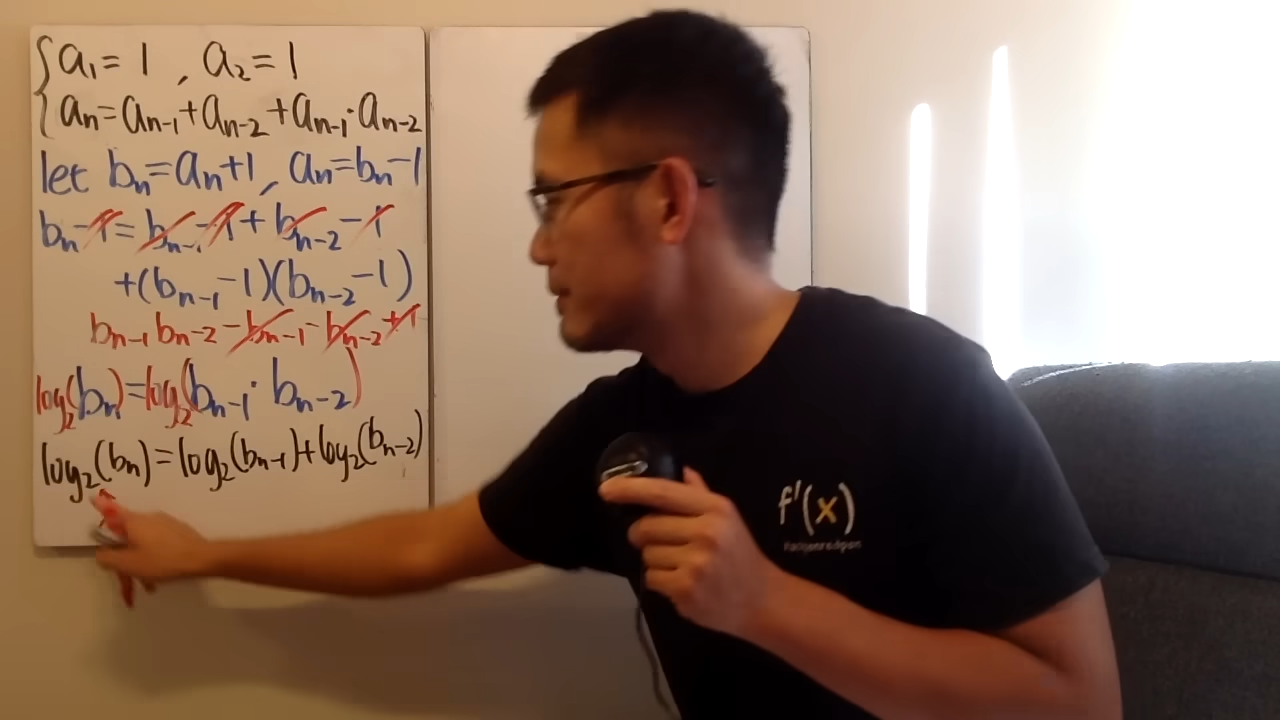 a₁ = 1 , a₂ = 1
aₙ = aₙ₋₁ + aₙ₋₂ + aₙ₋₁ · aₙ₋₂
let bₙ = aₙ + 1 , aₙ = bₙ - 1
bₙ - 1 = bₙ₋₁ - 1 + bₙ₋₂ - 1
+ (bₙ₋₁ - 1)(bₙ₋₂ - 1)
bₙ₋₁ bₙ₋₂ - bₙ₋₁ - bₙ₋₂ + 1
log₂(bₙ) = log₂(bₙ₋₁ · bₙ₋₂)
log₂(bₙ) = log₂(bₙ₋₁) + log₂(bₙ₋₂)
f'(x)